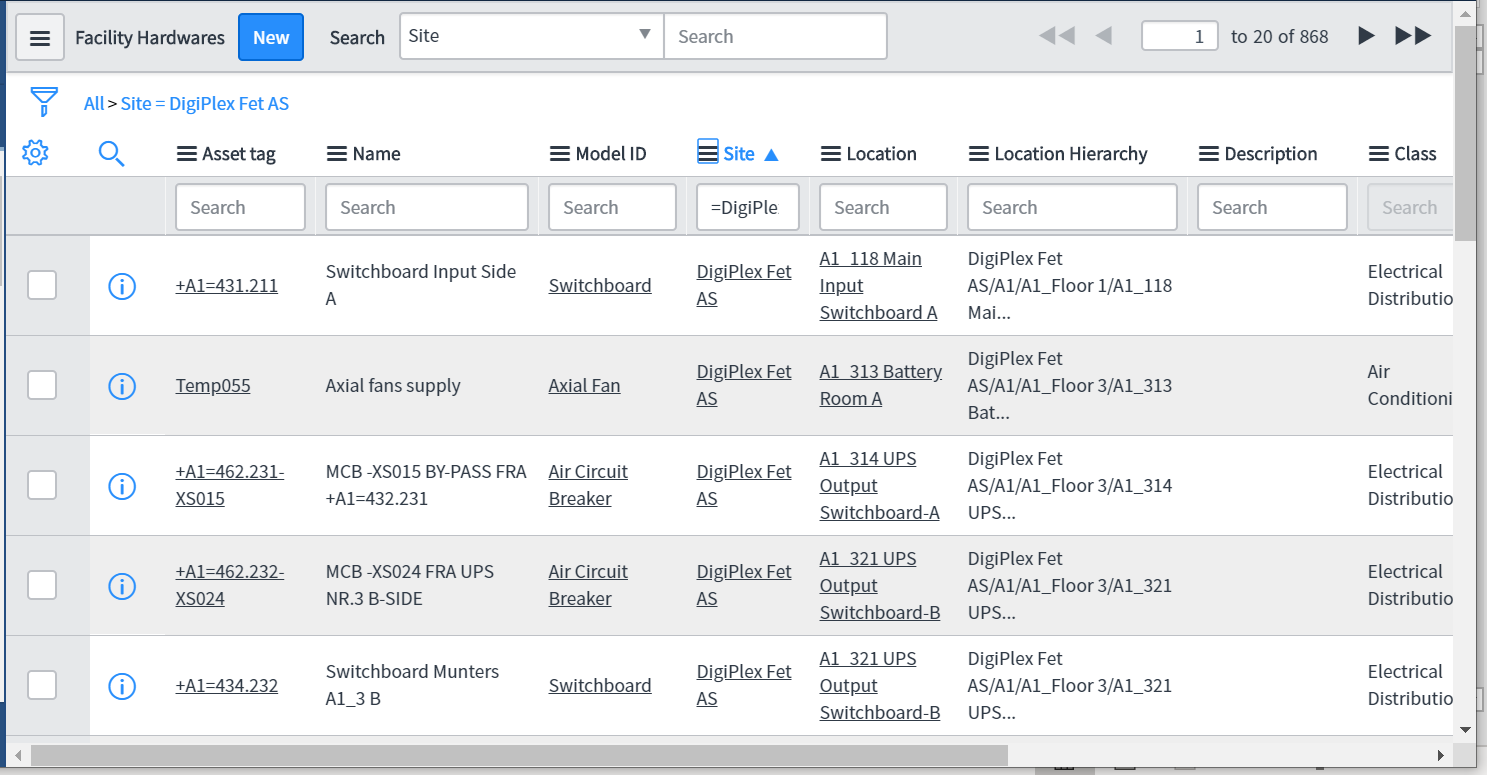 Facility Hardwares New Search Site Search 1 to 20 of 868
All > Site = DigiPlex Fet AS
Asset tag Name Model ID Site Location Location Hierarchy Description Class
Search Search Search =DigiPle Search Search Search Search
+A1=431.211
Switchboard Input Side
A
Switchboard
DigiPlex Fet
AS
A1_118 Main
Input
Switchboard A
DigiPlex Fet
AS/A1/A1_Floor 1/A1_118
Mai...
Electrical
Distributio
Temp055
Axial fans supply
Axial Fan
DigiPlex Fet
AS
A1_313 Battery
Room A
DigiPlex Fet
AS/A1/A1_Floor 3/A1_313
Bat...
Air
Conditioni
+A1=462.231-
XS015
MCB -XS015 BY-PASS FRA
+A1=432.231
Air Circuit
Breaker
DigiPlex Fet
AS
A1_314 UPS
Output
Switchboard-A
DigiPlex Fet
AS/A1/A1_Floor 3/A1_314
UPS...
Electrical
Distributio
+A1=462.232-
XS024
MCB -XS024 FRA UPS
NR.3 B-SIDE
Air Circuit
Breaker
DigiPlex Fet
AS
A1_321 UPS
Output
Switchboard-B
DigiPlex Fet
AS/A1/A1_Floor 3/A1_321
UPS...
Electrical
Distributio
+A1=434.232
Switchboard Munters
A1_3 B
Switchboard
DigiPlex Fet
AS
A1_321 UPS
Output
Switchboard-B
DigiPlex Fet
AS/A1/A1_Floor 3/A1_321
UPS...
Electrical
Distributio